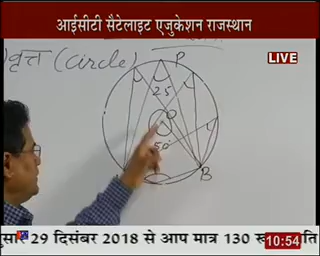 आईसीटी सैटेलाइट एजुकेशन राजस्थान
LIVE
वृत्त (circle)
P
25
O
50°
B
सार 29 दिसंबर 2018 से आप मात्र 130 रू
10:54